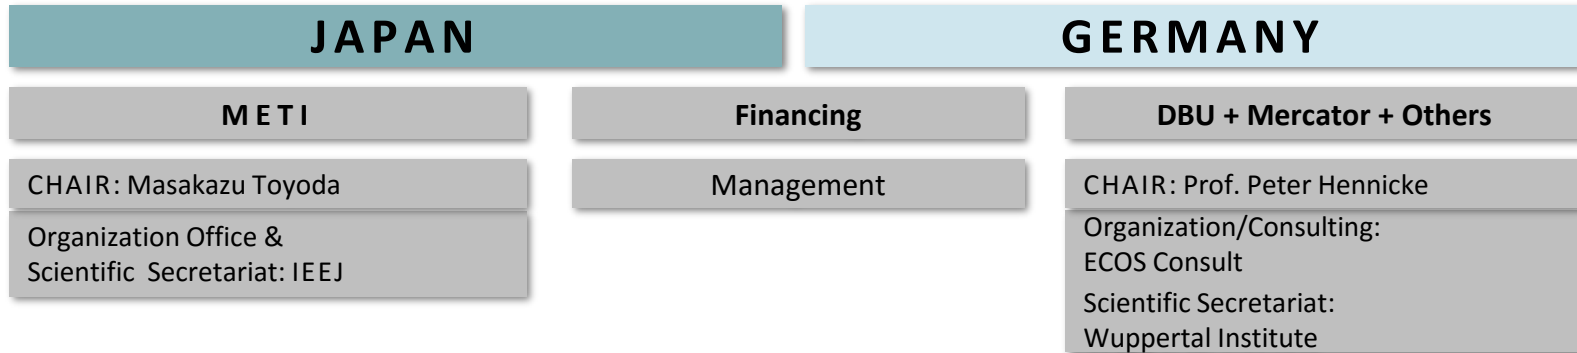 JAPAN
GERMANY
METI
Financing
DBU + Mercator + Others
CHAIR: Masakazu Toyoda
Management
CHAIR: Prof. Peter Hennicke
Organization Office &
Scientific Secretariat: IEEJ
Organization/Consulting:
ECOS Consult
Scientific Secretariat:
Wuppertal Institute